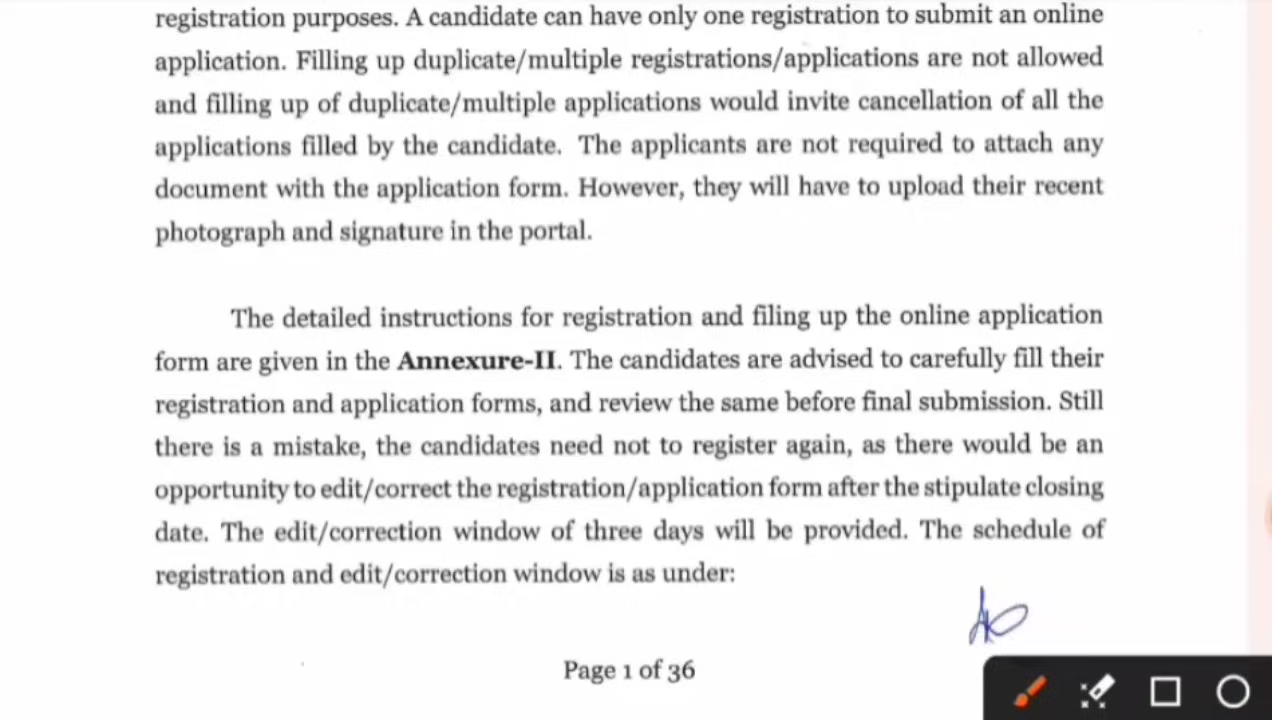 registration purposes. A candidate can have only one registration to submit an online
application. Filling up duplicate/multiple registrations/applications are not allowed
and filling up of duplicate/multiple applications would invite cancellation of all the
applications filled by the candidate. The applicants are not required to attach any
document with the application form. However, they will have to upload their recent
photograph and signature in the portal.
The detailed instructions for registration and filing up the online application
form are given in the Annexure-II. The candidates are advised to carefully fill their
registration and application forms, and review the same before final submission. Still
there is a mistake, the candidates need not to register again, as there would be an
opportunity to edit/correct the registration/application form after the stipulate closing
date. The edit/correction window of three days will be provided. The schedule of
registration and edit/correction window is as under:
Page 1 of 36